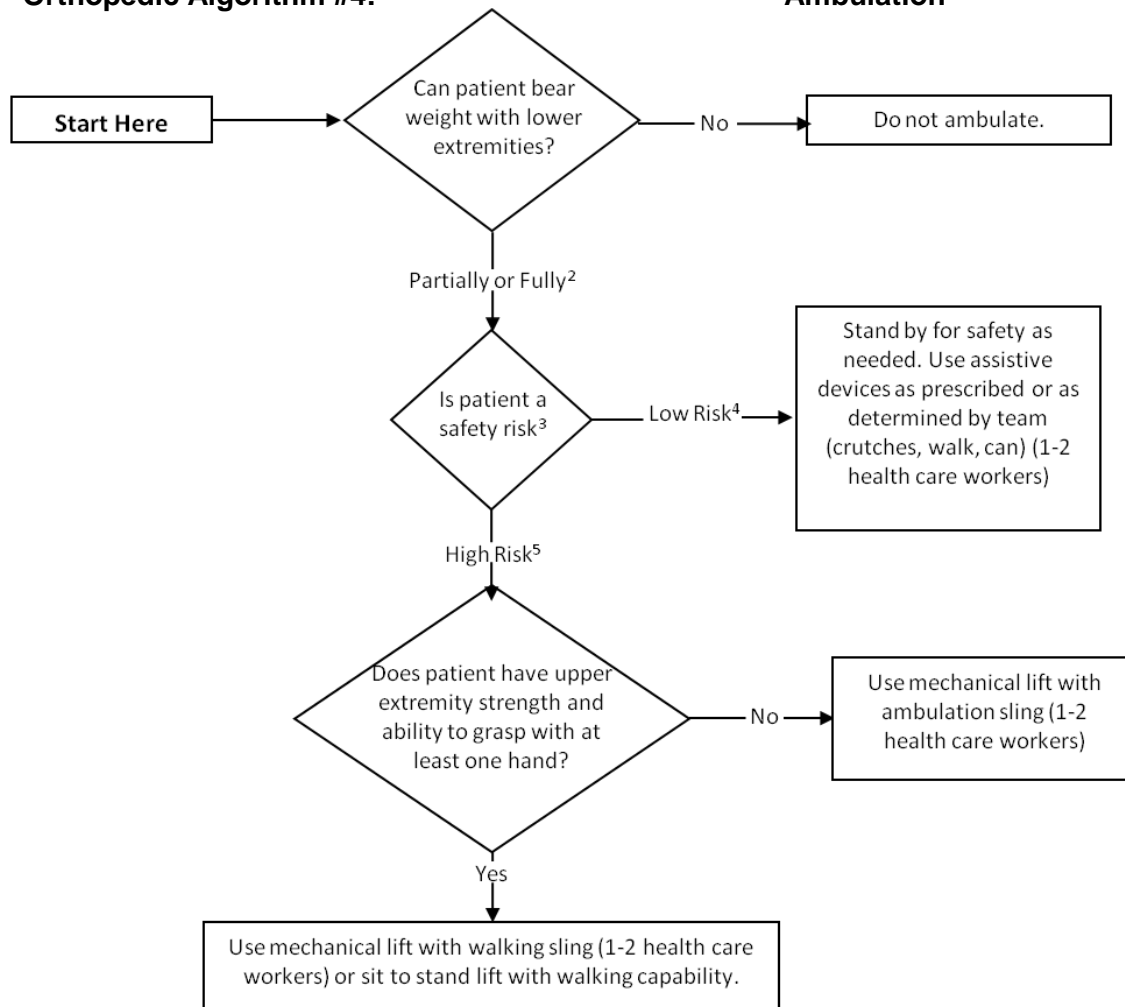 Orthopedic Algorithm #4:
Ambulation
Start Here
Can patient bear
weight with lower
extremities?
No
Do not ambulate.
Partially or Fully²
Is patient a
safety risk³
Low Risk⁴
Stand by for safety as
needed. Use assistive
devices as prescribed or as
determined by team
(crutches, walk, can) (1-2
health care workers)
High Risk⁵
Does patient have upper
extremity strength and
ability to grasp with at
least one hand?
No
Use mechanical lift with
ambulation sling (1-2
health care workers)
Yes
Use mechanical lift with walking sling (1-2 health care
workers) or sit to stand lift with walking capability.